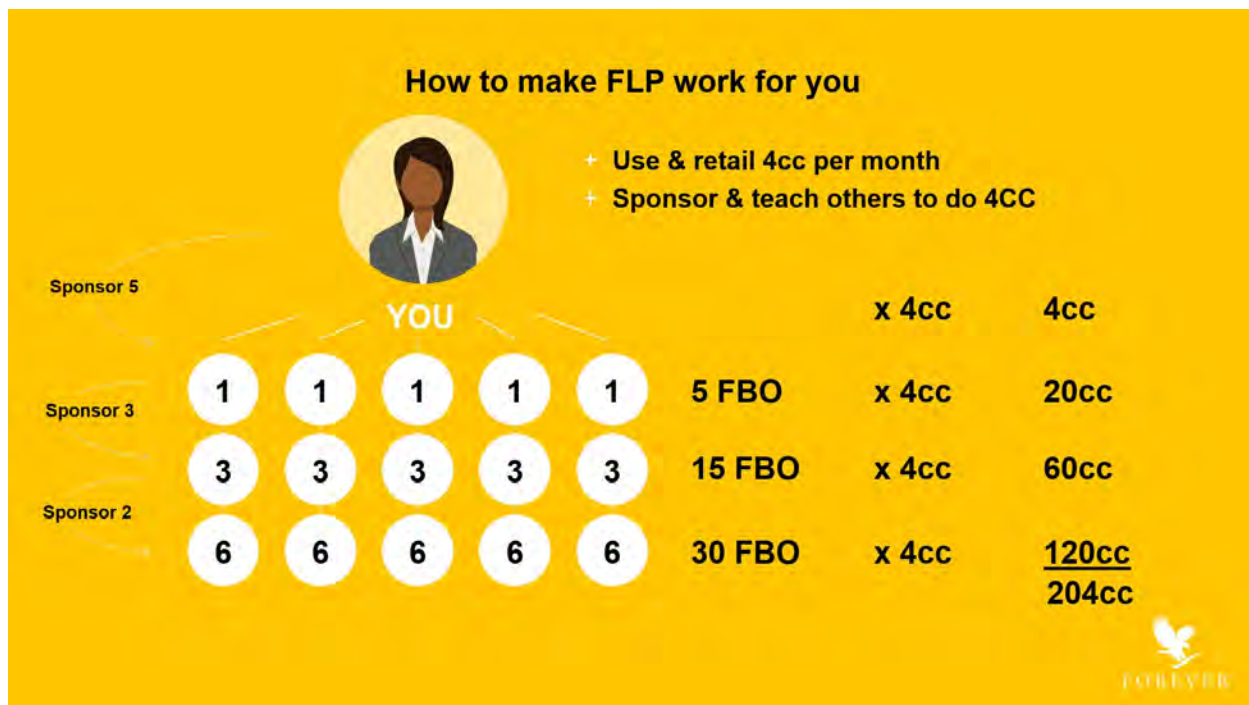 How to make FLP work for you
+ Use & retail 4cc per month
+ Sponsor & teach others to do 4CC
Sponsor 5
YOU
x 4cc 4cc
1 1 1 1 1 5 FBO x 4cc 20cc
Sponsor 3
3 3 3 3 3 15 FBO x 4cc 60cc
Sponsor 2
6 6 6 6 6 30 FBO x 4cc 120cc
204cc
FOREVER